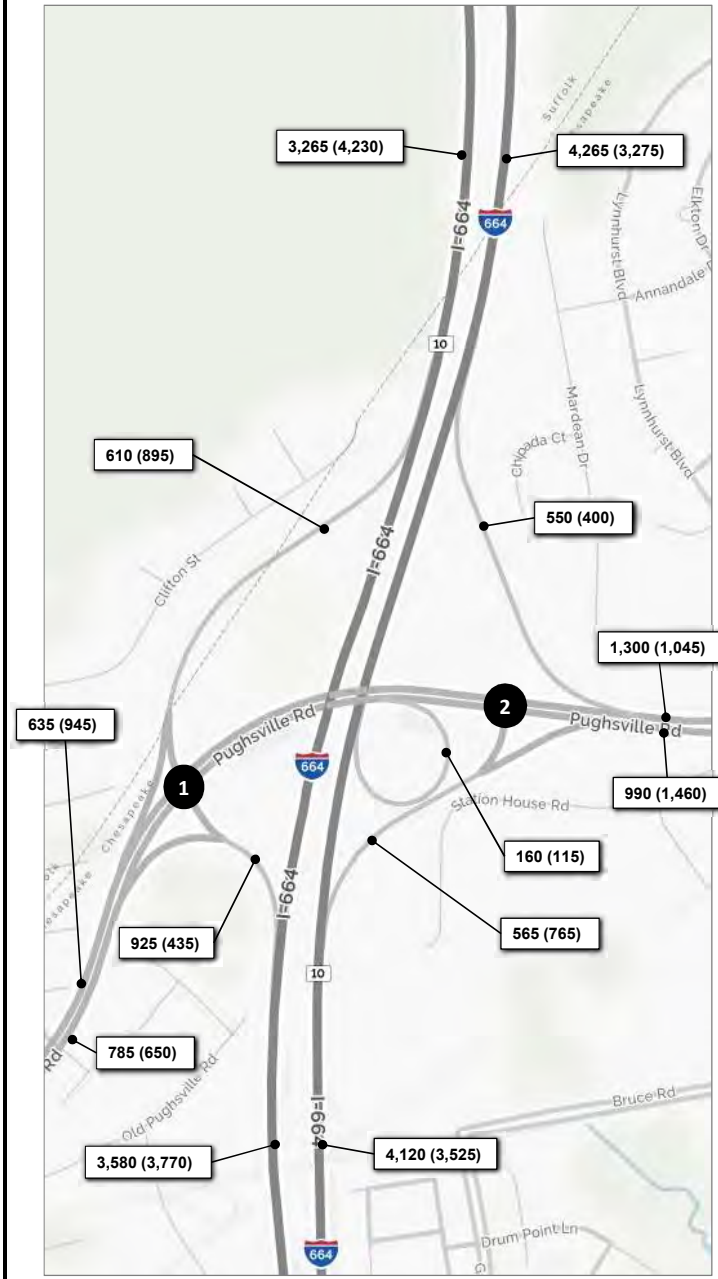 3,265 (4,230)
4,265 (3,275)
Suffolk
Chesapeake
I-664
664
Lynnhurst Blvd
Elkton Dr
Annandale
10
Mardean Dr
Lynnhurst Blvd
Chipada Ct
610 (895)
550 (400)
I-664
Clifton St
1,300 (1,045)
635 (945)
2
Pughsville Rd
Pughsville Rd
664
1
990 (1,460)
Chesapeake
Station House Rd
160 (115)
I-664
925 (435)
565 (765)
10
785 (650)
Rd
Old Pughsville Rd
Bruce Rd
I-664
3,580 (3,770)
4,120 (3,525)
Drum Point Ln
664
G